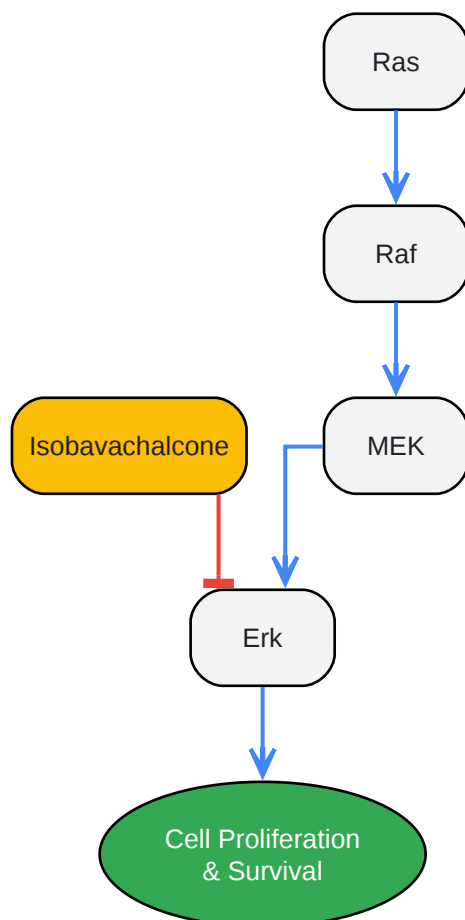 Ras
Raf
Isobavachalcone
MEK
Erk
Cell Proliferation
& Survival